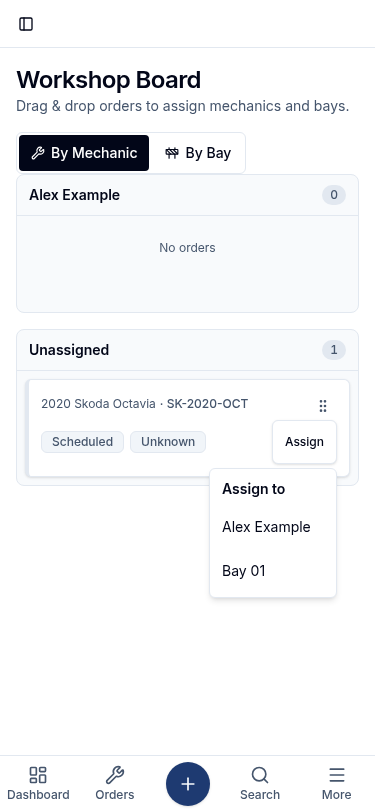 Workshop Board
Drag & drop orders to assign mechanics and bays.
By Mechanic
By Bay
Alex Example
0
No orders
Unassigned
1
2020 Skoda Octavia · SK-2020-OCT
Scheduled
Unknown
Assign
Assign to
Alex Example
Bay 01
Dashboard
Orders
Search
More